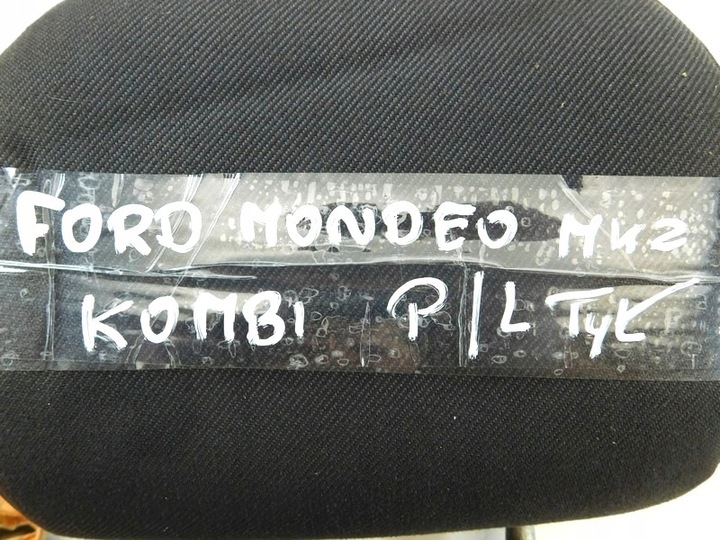 FORD MONDEO MK2
KOMBI P/L TYŁ